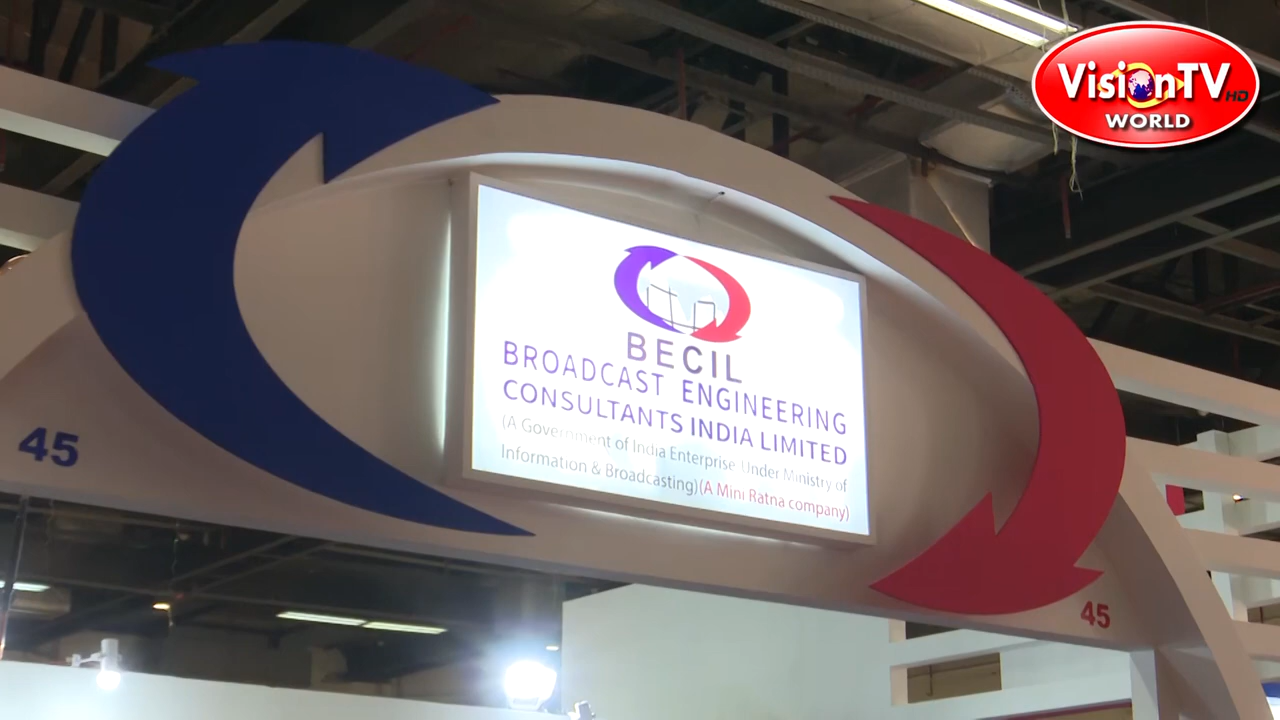 VisionTV HD
WORLD
BECIL
BROADCAST ENGINEERING
CONSULTANTS INDIA LIMITED
(A Government of India Enterprise Under Ministry of
Information & Broadcasting)(A Mini Ratna company)
45
45